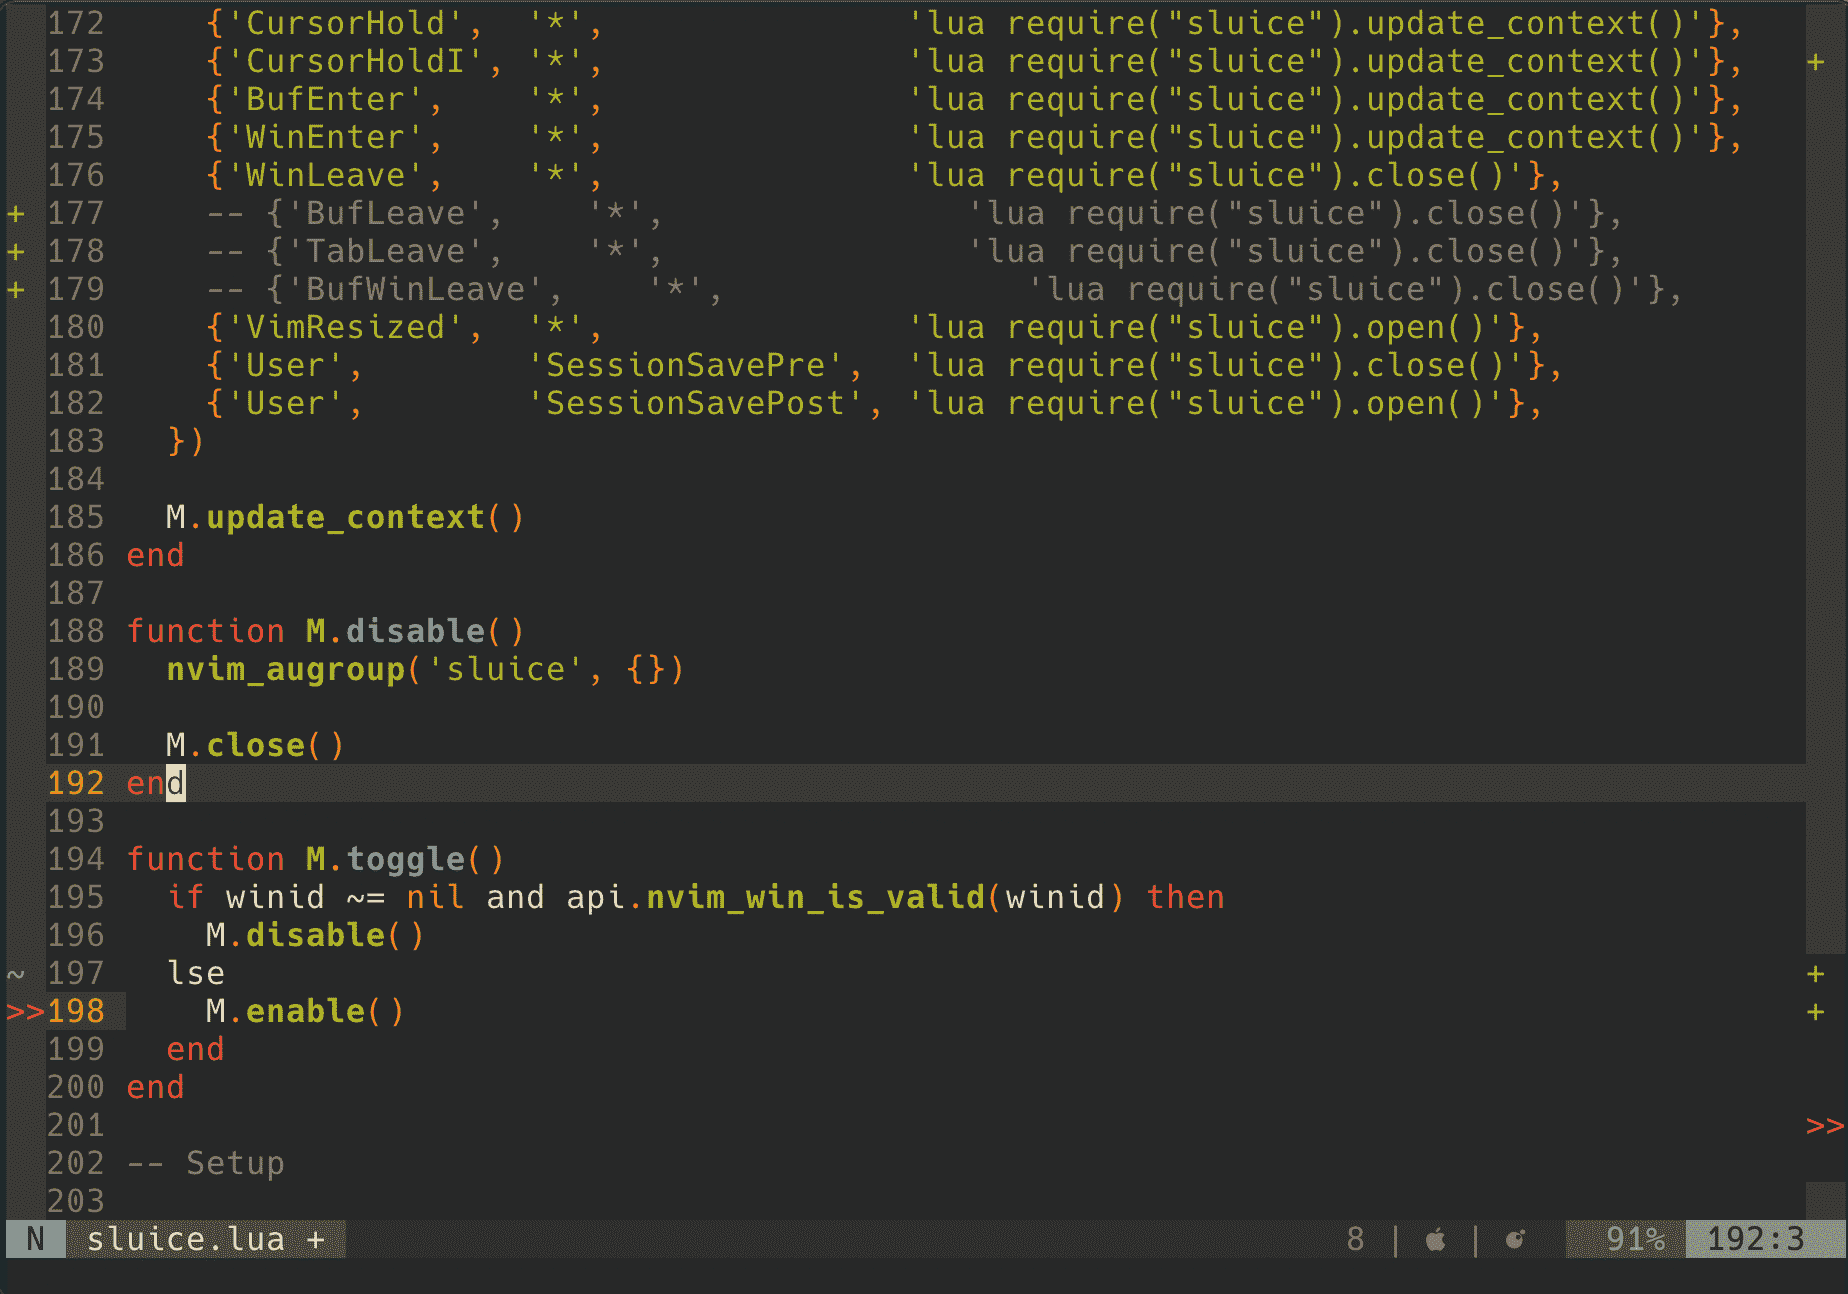 172     {'CursorHold',  '*',               'lua require("sluice").update_context()'},
173     {'CursorHoldI', '*',               'lua require("sluice").update_context()'},   +
174     {'BufEnter',    '*',               'lua require("sluice").update_context()'},
175     {'WinEnter',    '*',               'lua require("sluice").update_context()'},
176     {'WinLeave',    '*',               'lua require("sluice").close()'},
+ 177     -- {'BufLeave',    '*',               'lua require("sluice").close()'},
+ 178     -- {'TabLeave',    '*',               'lua require("sluice").close()'},
+ 179     -- {'BufWinLeave',    '*',               'lua require("sluice").close()'},
180     {'VimResized',  '*',               'lua require("sluice").open()'},
181     {'User',        'SessionSavePre',  'lua require("sluice").close()'},
182     {'User',        'SessionSavePost', 'lua require("sluice").open()'},
183   })
184
185   M.update_context()
186 end
187
188 function M.disable()
189   nvim_augroup('sluice', {})
190
191   M.close()
192 end
193
194 function M.toggle()
195   if winid ~= nil and api.nvim_win_is_valid(winid) then
196     M.disable()
~ 197   lse   +
>>198     M.enable()   +
199   end
200 end
201   >>
202 -- Setup
203
N  sluice.lua +   8 |  |   91%  192:3